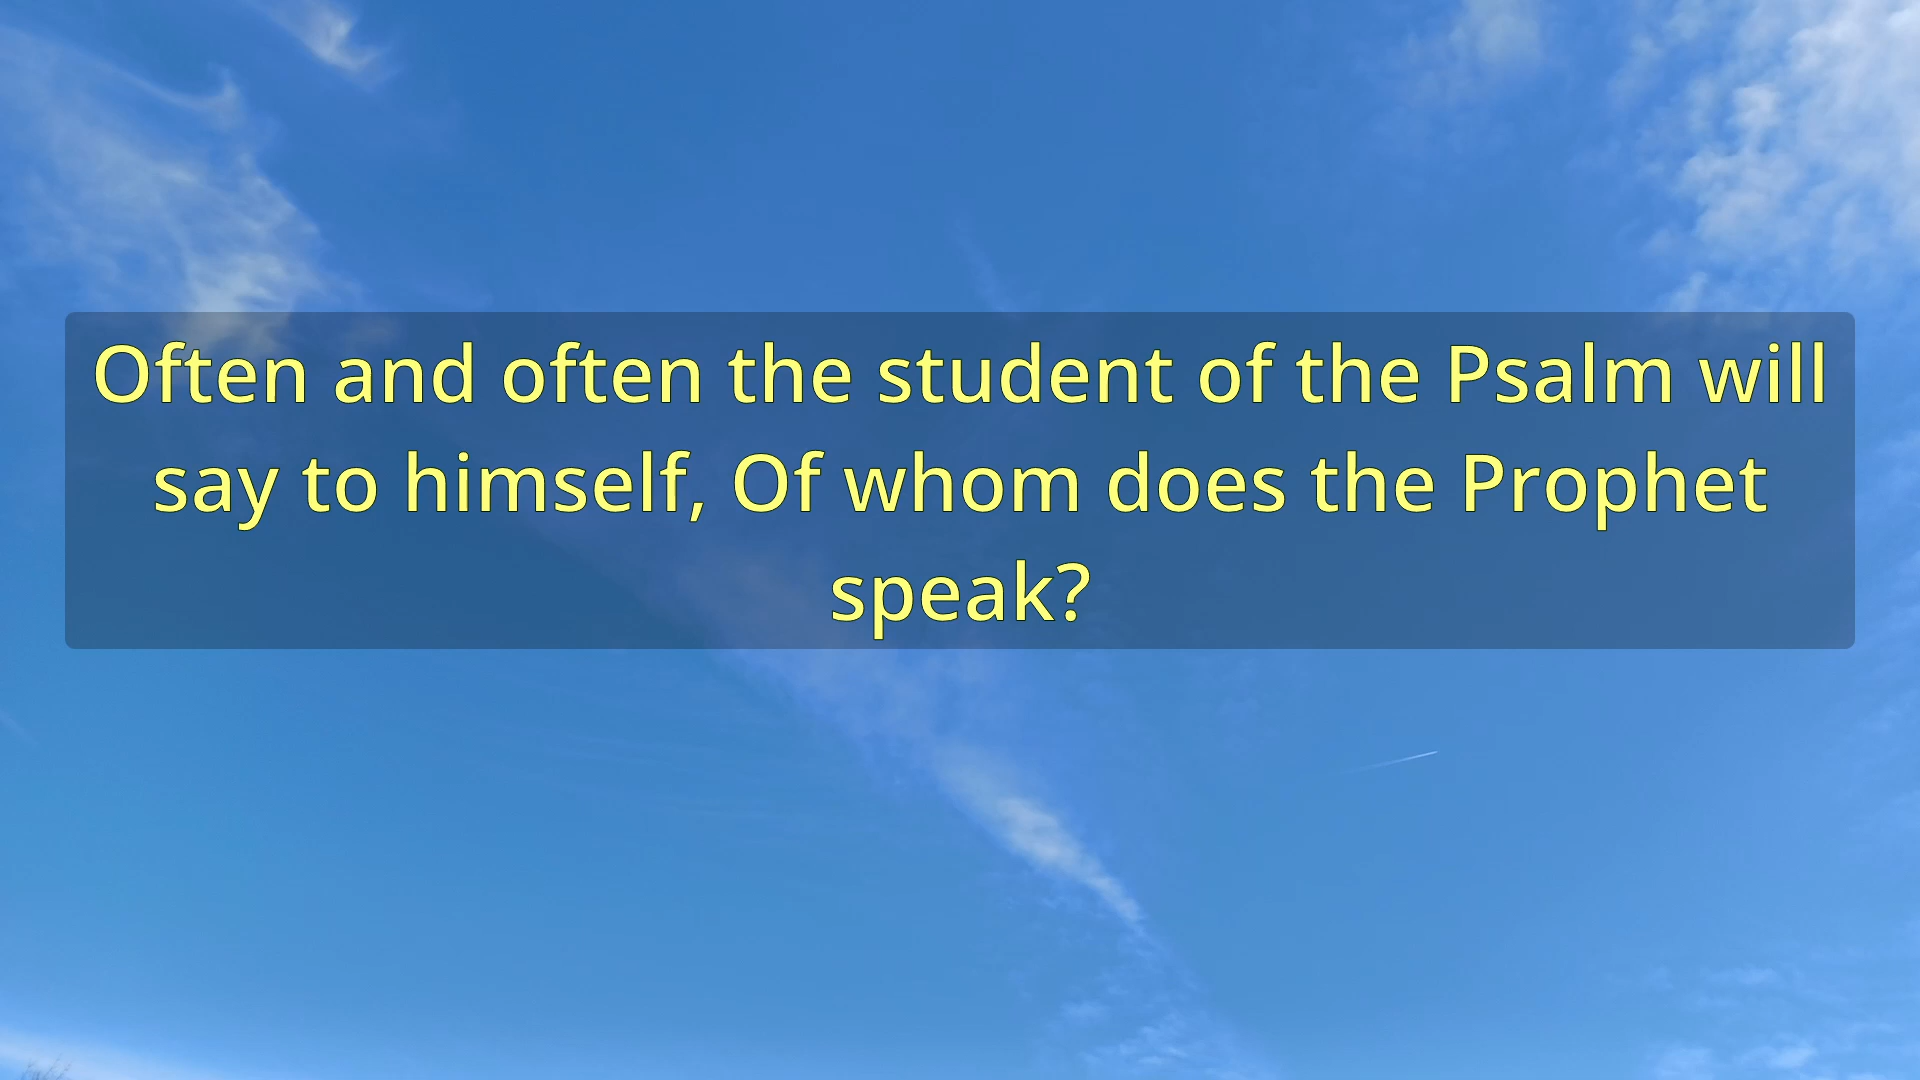 Often and often the student of the Psalm will
say to himself, Of whom does the Prophet
speak?